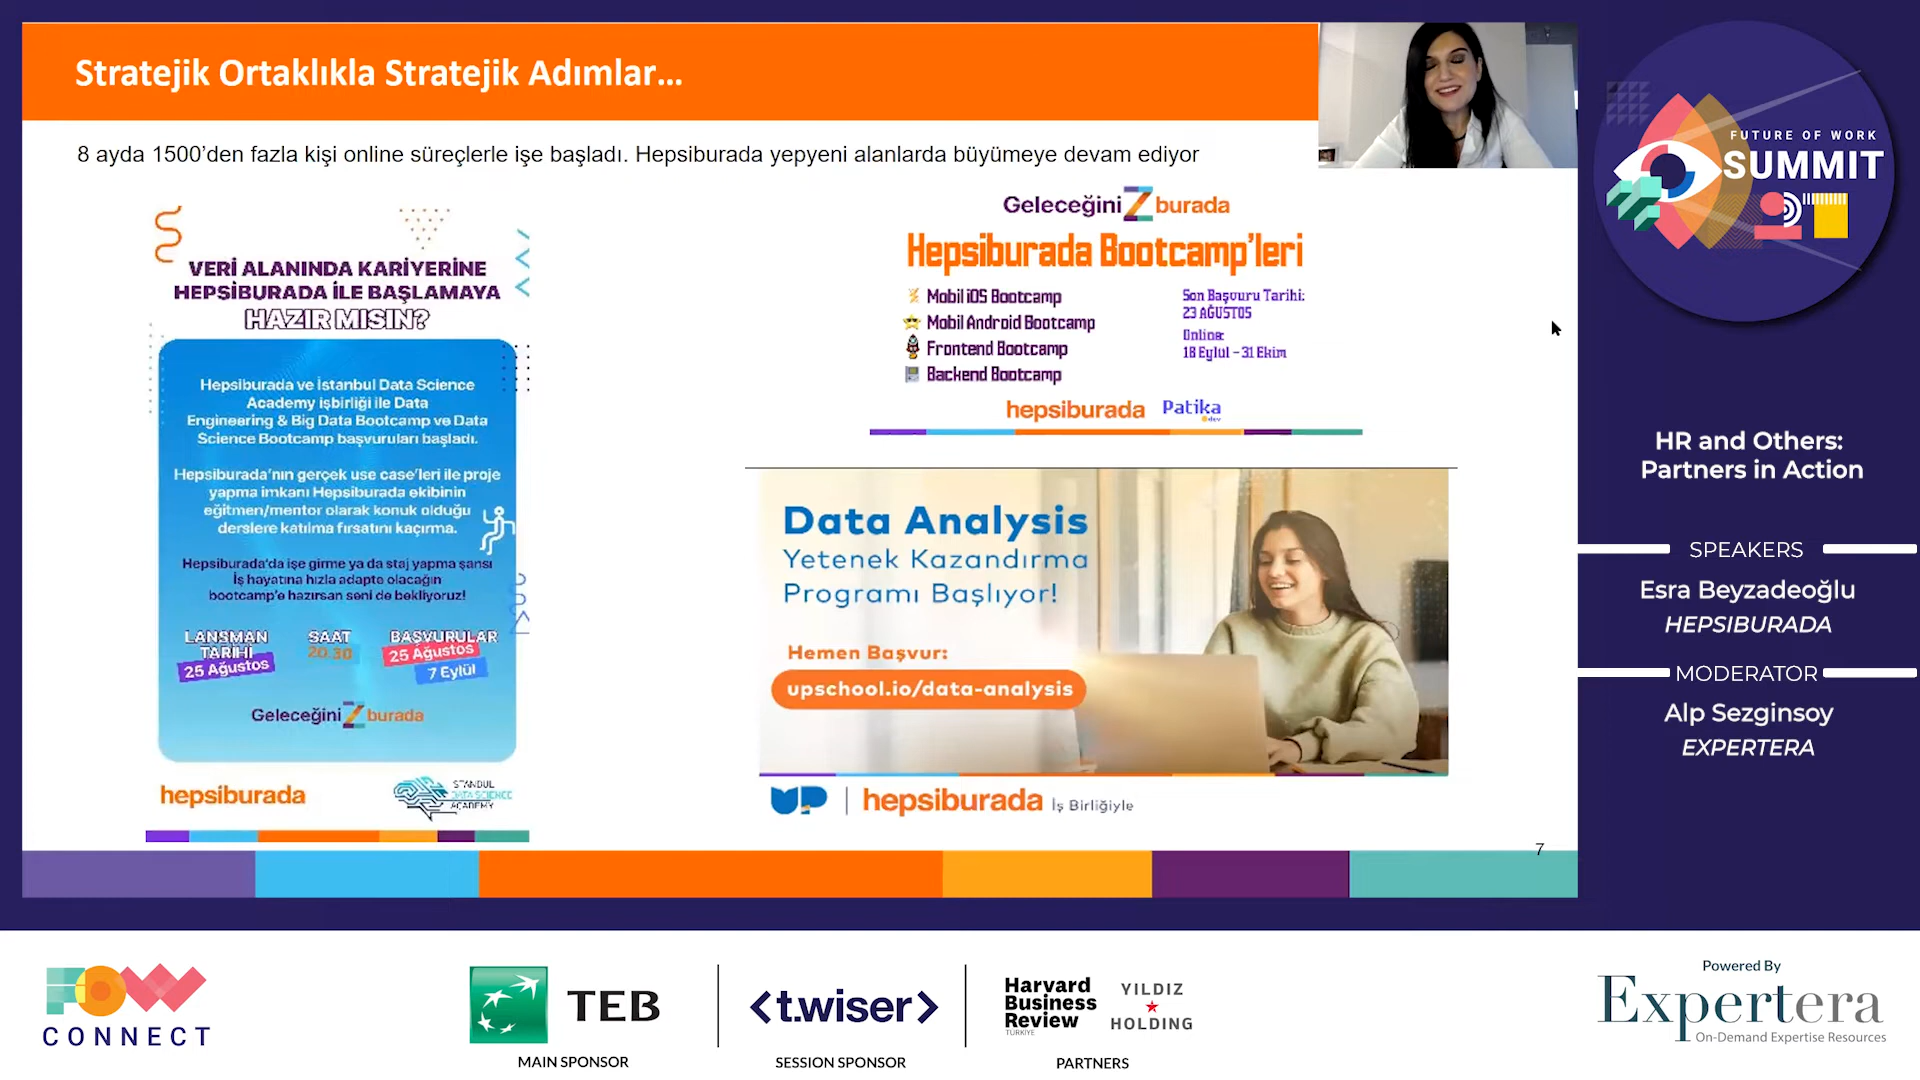 Stratejik Ortaklıkla Stratejik Adımlar...
8 ayda 1500'den fazla kişi online süreçlerle işe başladı. Hepsiburada yepyeni alanlarda büyümeye devam ediyor
VERİ ALANINDA KARİYERİNE
HEPSİBURADA İLE BAŞLAMAYA
HAZIR MISIN?
Hepsiburada ve İstanbul Data Science
Academy işbirliği ile Data
Engineering & Big Data Bootcamp ve Data
Science Bootcamp başvuruları başladı.
Hepsiburada'nın gerçek use case'leri ile proje
yapma imkanı Hepsiburada ekibinin
eğitmen/mentor olarak konuk olduğu
derslere katılma fırsatını kaçırma.
Hepsiburada'da işe girme ya da staj yapma şansı
İş hayatına hızla adapte olacağın
bootcamp'e hazırsan seni de bekliyoruz!
LANSMAN
TARİHİ
25 Ağustos
SAAT
20.30
BAŞVURULAR
25 Ağustos
7 Eylül
Geleceğini Z burada
hepsiburada
İSTANBUL
DATA SCIENCE
ACADEMY
Geleceğini Z burada
Hepsiburada Bootcamp'leri
Mobil iOS Bootcamp
Mobil Android Bootcamp
Frontend Bootcamp
Backend Bootcamp
Son Başvuru Tarihi:
23 AĞUSTOS
Online:
18 Eylül - 31 Ekim
hepsiburada
Patika
.dev
Data Analysis
Yetenek Kazandırma
Programı Başlıyor!
Hemen Başvur:
upschool.io/data-analysis
UP | hepsiburada İş Birliğiyle
7
FUTURE OF WORK
SUMMIT
HR and Others:
Partners in Action
SPEAKERS
Esra Beyzadeoğlu
HEPSIBURADA
MODERATOR
Alp Sezginsoy
EXPERTERA
FOW
CONNECT
TEB
MAIN SPONSOR
<t.wiser>
SESSION SPONSOR
Harvard
Business
Review
TÜRKİYE
YILDIZ
HOLDING
PARTNERS
Powered By
Expertera
On-Demand Expertise Resources